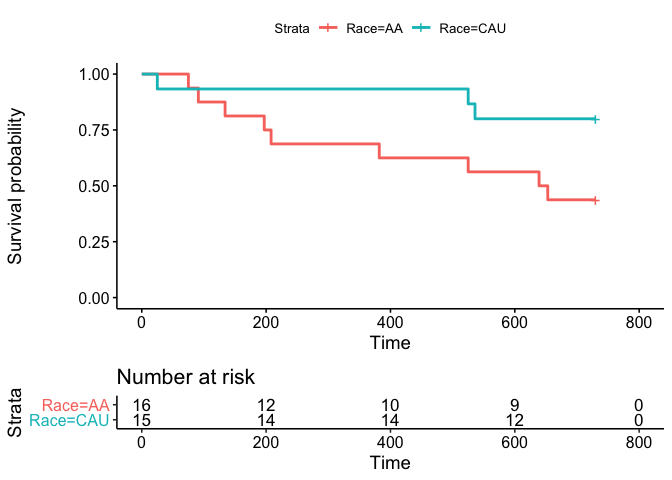 Strata Race=AA Race=CAU
Survival probability
1.00
0.75
0.50
0.25
0.00
0 200 400 600 800
Time
Number at risk
Strata
Race=AA 16 12 10 9 0
Race=CAU 15 14 14 12 0
0 200 400 600 800
Time